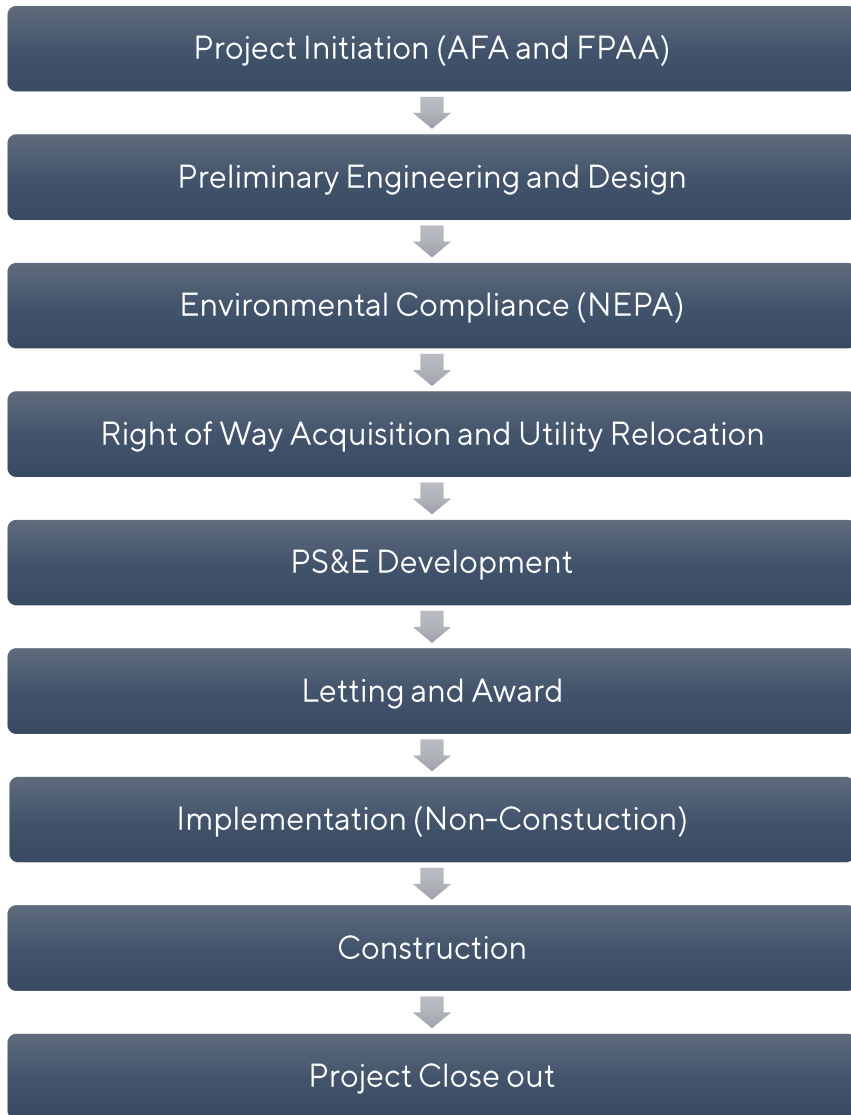 Project Initiation (AFA and FPAA)
Preliminary Engineering and Design
Environmental Compliance (NEPA)
Right of Way Acquisition and Utility Relocation
PS&E Development
Letting and Award
Implementation (Non-Constuction)
Construction
Project Close out